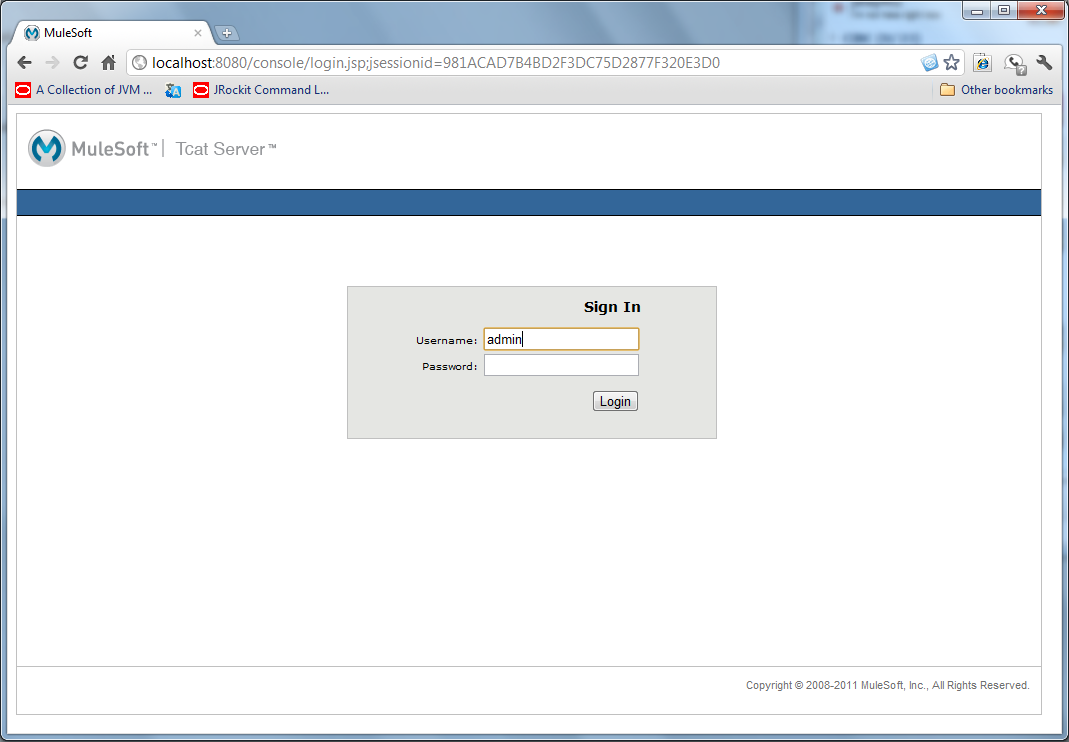 MuleSoft
localhost:8080/console/login.jsp;jsessionid=981ACAD7B4BD2F3DC75D2877F320E3D0
A Collection of JVM ... JRockit Command L... Other bookmarks
MuleSoft™ | Tcat Server™
Sign In
Username: admin
Password:
Login
Copyright © 2008-2011 MuleSoft, Inc., All Rights Reserved.